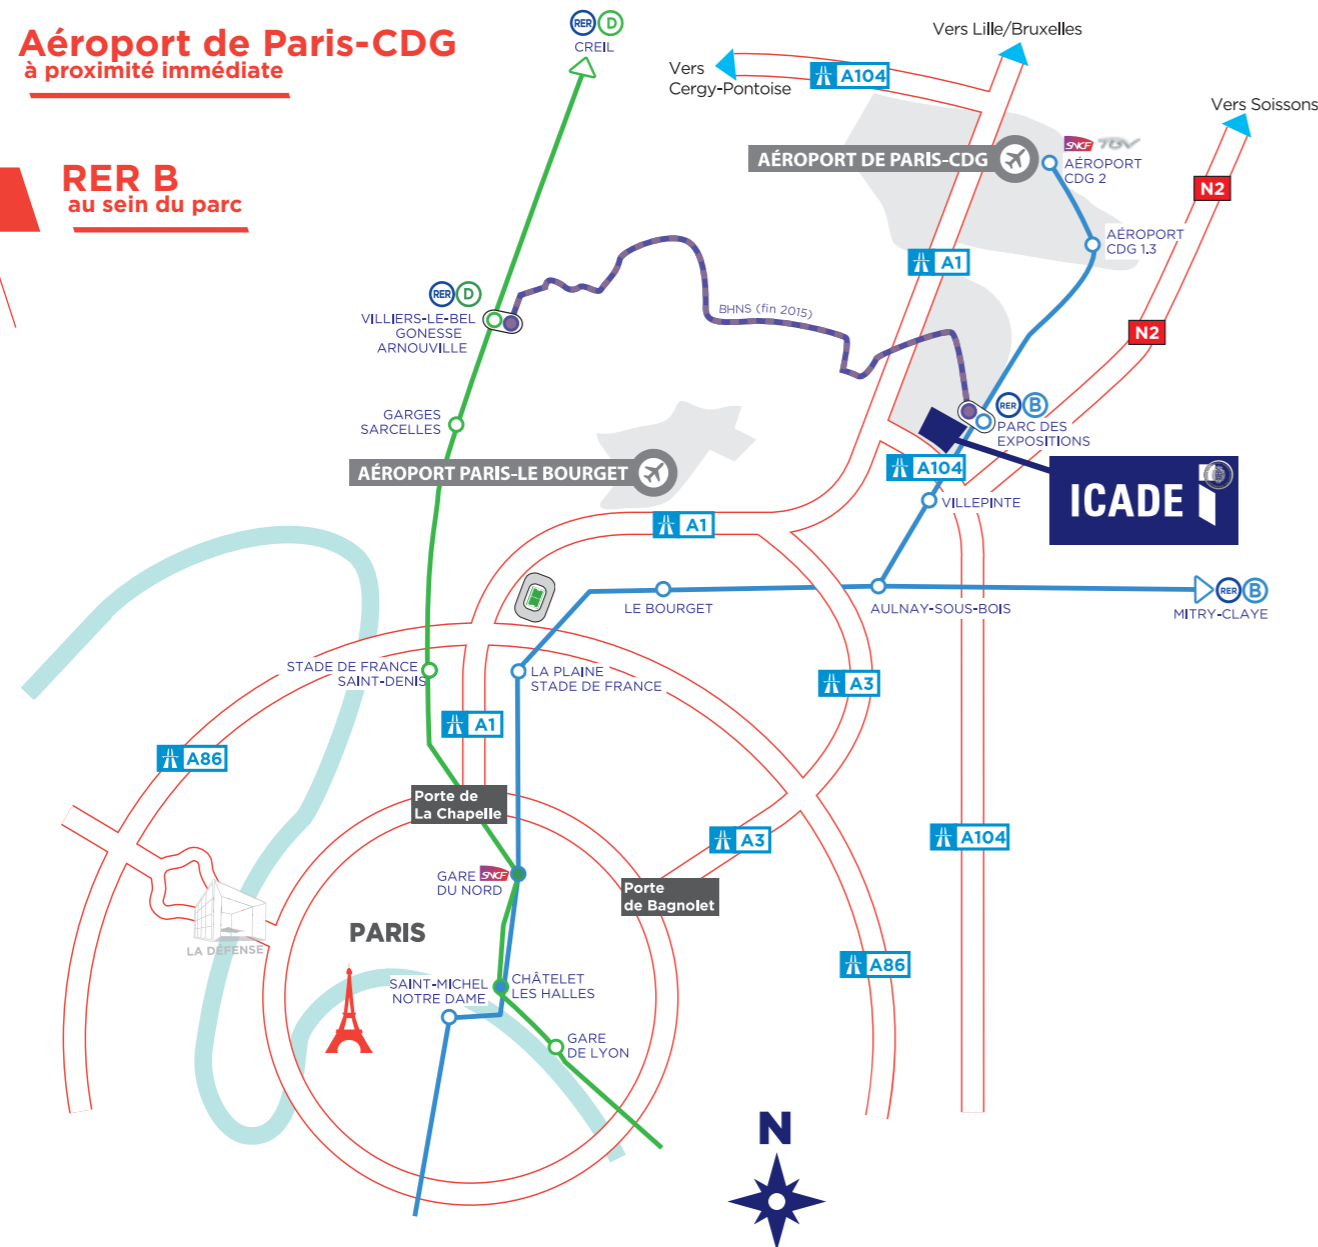 Aéroport de Paris-CDG
à proximité immédiate
RER B
au sein du parc
RER D
CREIL
Vers Lille/Bruxelles
Vers
Cergy-Pontoise
A104
Vers Soissons
AÉROPORT DE PARIS-CDG
SNCF TGV
AÉROPORT
CDG 2
N2
AÉROPORT
CDG 1.3
A1
RER D
VILLIERS-LE-BEL
GONESSE
ARNOUVILLE
BHNS (fin 2015)
N2
GARGES
SARCELLES
RER B
PARC DES
EXPOSITIONS
AÉROPORT PARIS-LE BOURGET
A104
ICADE
VILLEPINTE
A1
LE BOURGET
AULNAY-SOUS-BOIS
RER B
MITRY-CLAYE
STADE DE FRANCE
SAINT-DENIS
LA PLAINE
STADE DE FRANCE
A3
A1
A86
Porte de
La Chapelle
A3
A104
GARE SNCF
DU NORD
Porte
de Bagnolet
PARIS
LA DÉFENSE
A86
SAINT-MICHEL
NOTRE DAME
CHÂTELET
LES HALLES
GARE
DE LYON
N